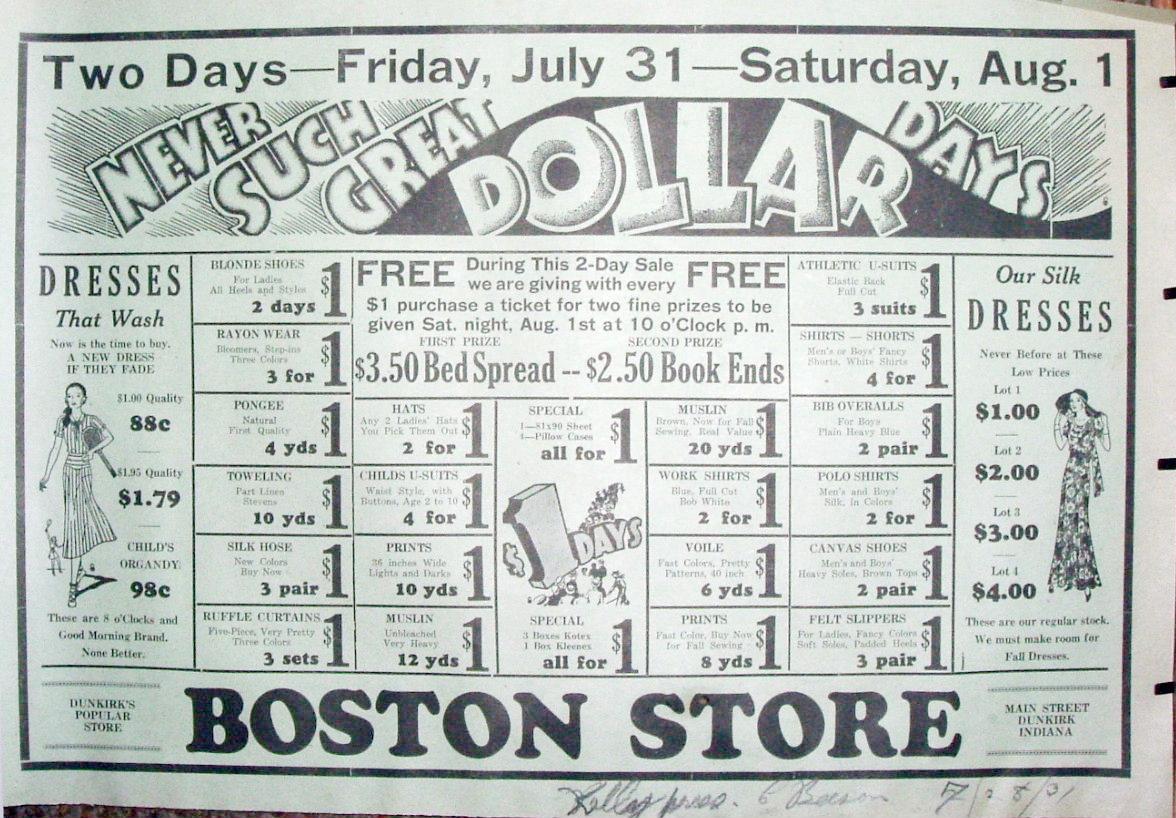 Two Days—Friday, July 31—Saturday, Aug. 1
NEVER SUCH GREAT DOLLAR DAYS
DRESSES
That Wash
Now is the time to buy.
A NEW DRESS
IF THEY FADE
$1.00 Quality
88c
$1.95 Quality
$1.79
CHILD'S
ORGANDY
98c
These are 8 o'Clocks and
Good Morning Brand.
None Better.
BLONDE SHOES
For Ladies
All Heels and Styles
2 days $1
RAYON WEAR
Bloomers, Step-ins
Three Colors
3 for $1
PONGEE
Natural
First Quality
4 yds $1
TOWELING
Part Linen
Stevens
10 yds $1
SILK HOSE
New Colors
Buy Now
3 pair $1
RUFFLE CURTAINS
Five-Piece, Very Pretty
Three Colors
3 sets $1
FREE During This 2-Day Sale FREE
we are giving with every
$1 purchase a ticket for two fine prizes to be
given Sat. night, Aug. 1st at 10 o'Clock p. m.
FIRST PRIZE SECOND PRIZE
$3.50 Bed Spread -- $2.50 Book Ends
HATS
Any 2 Ladies' Hats
You Pick Them Out
2 for $1
CHILDS U-SUITS
Waist Style, with
Buttons, Age 2 to 10
4 for $1
PRINTS
36 inches Wide
Lights and Darks
10 yds $1
MUSLIN
Unbleached
Very Heavy
12 yds $1
SPECIAL
1—81x90 Sheet
4—Pillow Cases
all for $1
$1 DAYS
SPECIAL
3 Boxes Kotex
1 Box Kleenex
all for $1
MUSLIN
Brown, Now for Fall
Sewing, Real Value
20 yds $1
WORK SHIRTS
Blue, Full Cut
Bob White
2 for $1
VOILE
Fast Colors, Pretty
Patterns, 40 inch
6 yds $1
PRINTS
Fast Color, Buy Now
for Fall Sewing
8 yds $1
ATHLETIC U-SUITS
Elastic Back
Full Cut
3 suits $1
SHIRTS — SHORTS
Men's or Boys' Fancy
Shorts, White Shirts
4 for $1
BIB OVERALLS
For Boys
Plain Heavy Blue
2 pair $1
POLO SHIRTS
Men's and Boys'
Silk, in Colors
2 for $1
CANVAS SHOES
Men's and Boys'
Heavy Soles, Brown Tops
2 pair $1
FELT SLIPPERS
For Ladies, Fancy Colors
Soft Soles, Padded Heels
3 pair $1
Our Silk
DRESSES
Never Before at These
Low Prices
Lot 1
$1.00
Lot 2
$2.00
Lot 3
$3.00
Lot 4
$4.00
These are our regular stock.
We must make room for
Fall Dresses.
DUNKIRK'S
POPULAR
STORE
BOSTON STORE
MAIN STREET
DUNKIRK
INDIANA
7/28/31